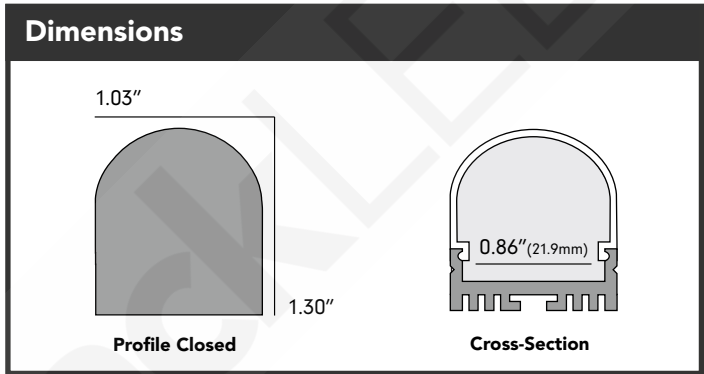 Dimensions
1.03"
0.86"(21.9mm)
1.30"
Profile Closed
Cross-Section